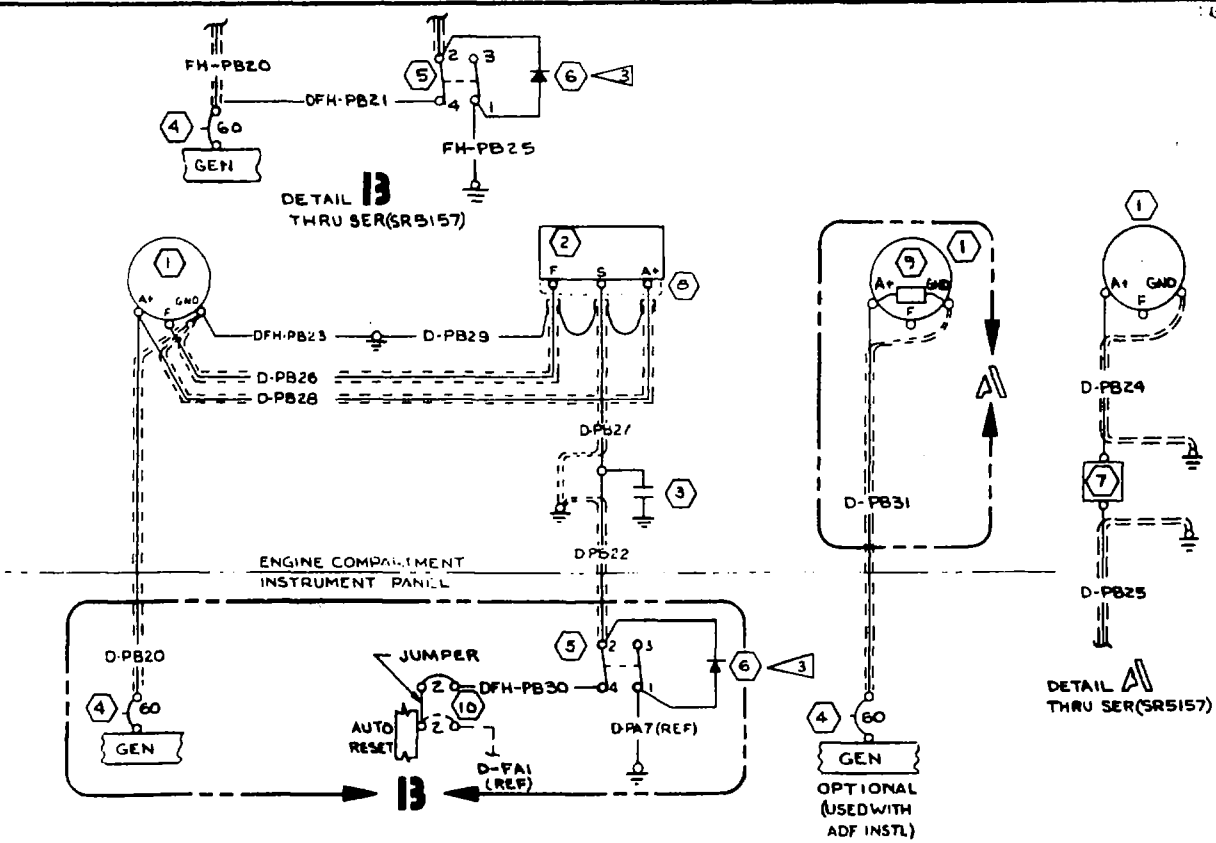 FH-PB20
2
3
5
6
3
DFH-PB21
4
1
4
60
GEN
FH-PB25
DETAIL B
THRU SER(SR5157)
1
A+
F
GND
2
F
S
A+
8
DFH-PB23
D-PB29
D-PB26
D-PB28
D-PB27
3
D-PB22
9
1
A+
GND
F
A
D-PB31
1
A+
GND
F
D-PB24
7
D-PB25
DETAIL A
THRU SER(SR5157)
ENGINE COMPARTMENT
INSTRUMENT PANEL
D-PB20
4
60
GEN
JUMPER
2
DFH-PB30
10
2
AUTO
RESET
D-FA1
(REF)
5
2
3
4
1
6
3
D-PA7(REF)
B
4
60
GEN
OPTIONAL
(USED WITH
ADF INSTL)